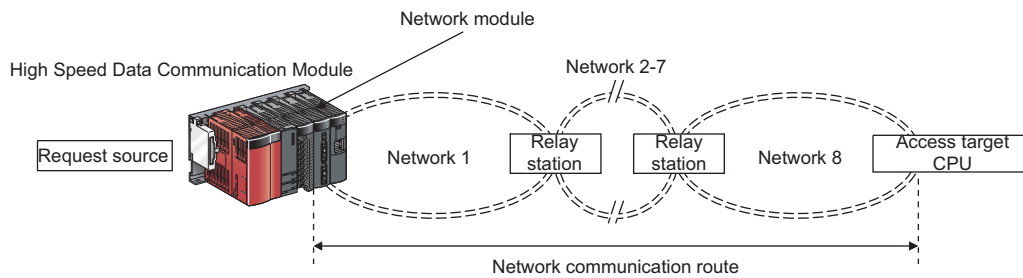 Network module
High Speed Data Communication Module
Network 2-7
Request source
Network 1
Relay
station
Relay
station
Network 8
Access target
CPU
Network communication route